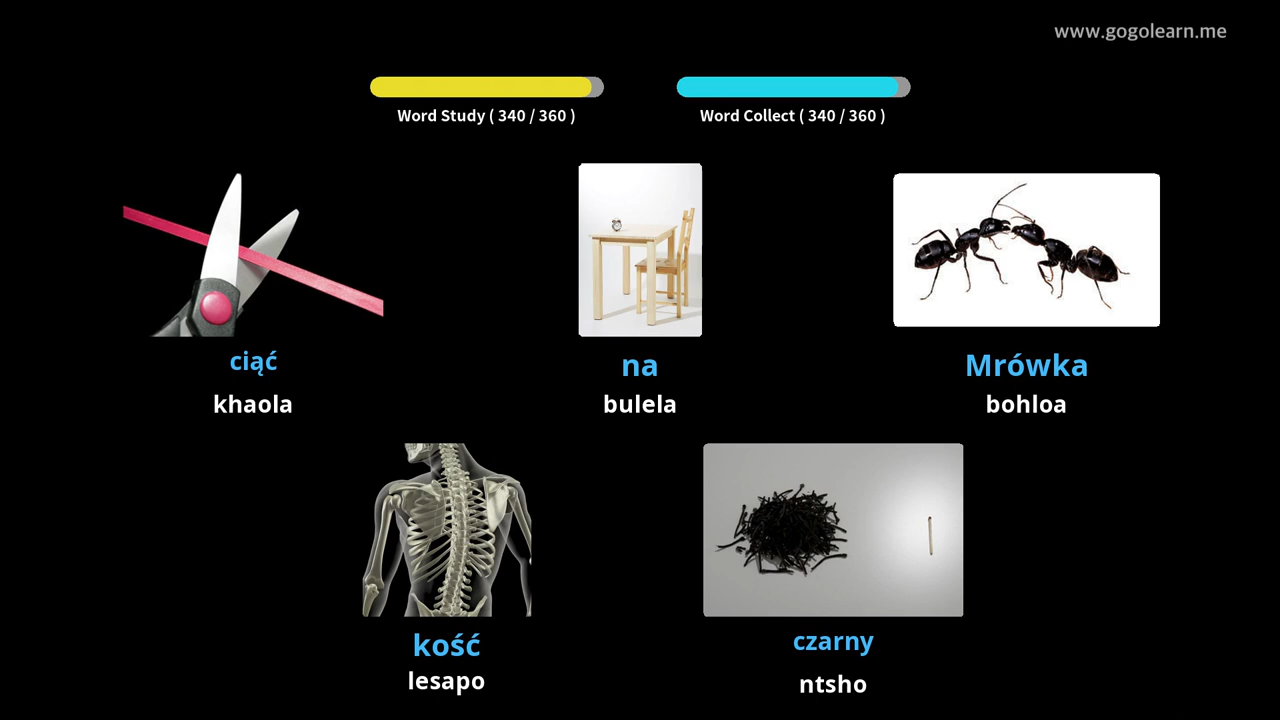 www.gogolearn.me
Word Study ( 340 / 360 )
Word Collect ( 340 / 360 )
ciąć
khaola
na
bulela
Mrówka
bohloa
kość
lesapo
czarny
ntsho